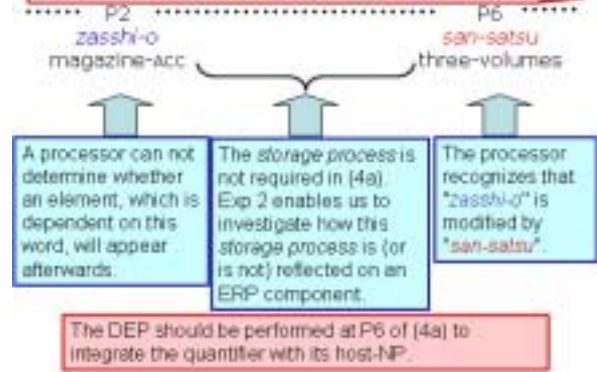 P2 P6
zasshi-o san-satsu
magazine-Acc three-volumes
A processor can not
determine whether
an element, which is
dependent on this
word, will appear
afterwards.
The storage process is
not required in (4a).
Exp 2 enables us to
investigate how this
storage process is (or
is not) reflected on an
ERP component.
The processor
recognizes that
"zasshi-o" is
modified by
"san-satsu".
The DEP should be performed at P6 of (4a) to
integrate the quantifier with its host-NP.